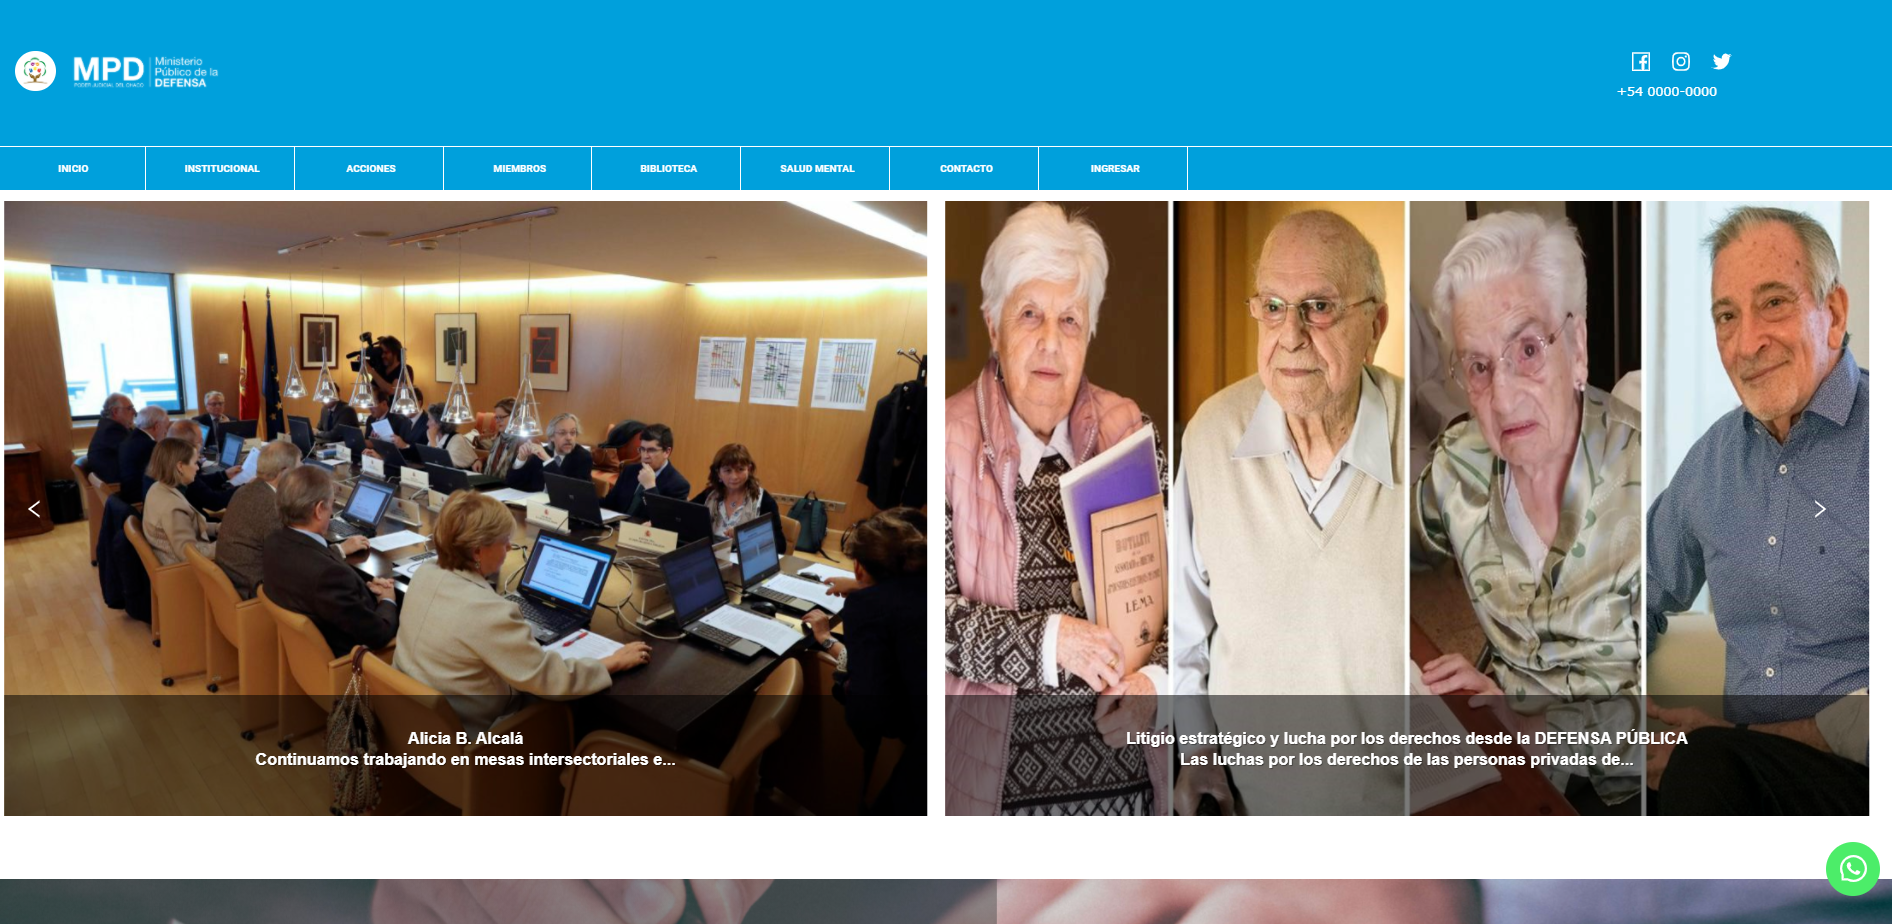 MPD
Ministerio
Público de la
DEFENSA
PODER JUDICIAL DEL CHACO
+54 0000-0000
INICIO
INSTITUCIONAL
ACCIONES
MIEMBROS
BIBLIOTECA
SALUD MENTAL
CONTACTO
INGRESAR
BUTLLETÍ
I.E.M.A.
Alicia B. Alcalá
Continuamos trabajando en mesas intersectoriales e...
Litigio estratégico y lucha por los derechos desde la DEFENSA PÚBLICA
Las luchas por los derechos de las personas privadas de...